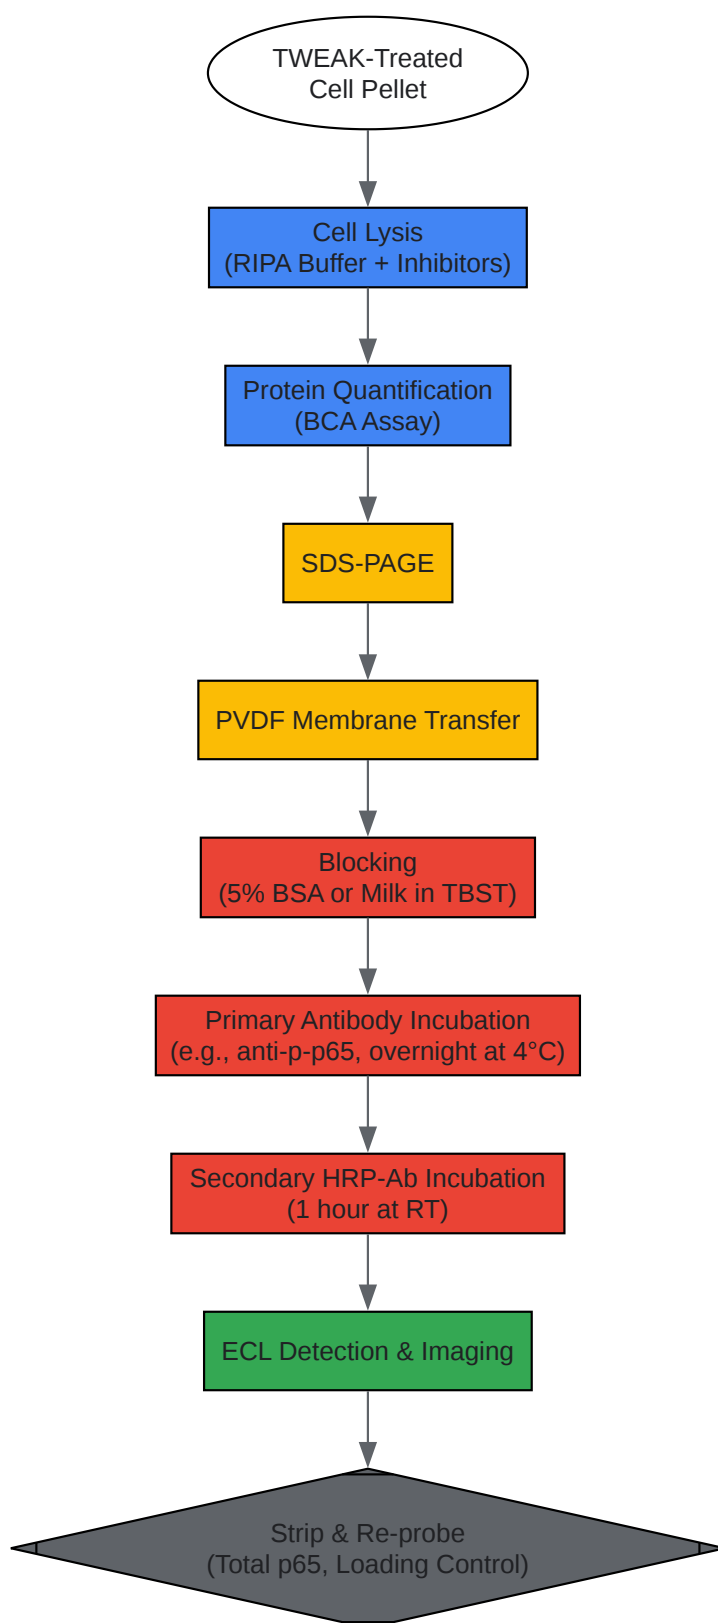 TWEAK-Treated
Cell Pellet
Cell Lysis
(RIPA Buffer + Inhibitors)
Protein Quantification
(BCA Assay)
SDS-PAGE
PVDF Membrane Transfer
Blocking
(5% BSA or Milk in TBST)
Primary Antibody Incubation
(e.g., anti-p-p65, overnight at 4°C)
Secondary HRP-Ab Incubation
(1 hour at RT)
ECL Detection & Imaging
Strip & Re-probe
(Total p65, Loading Control)